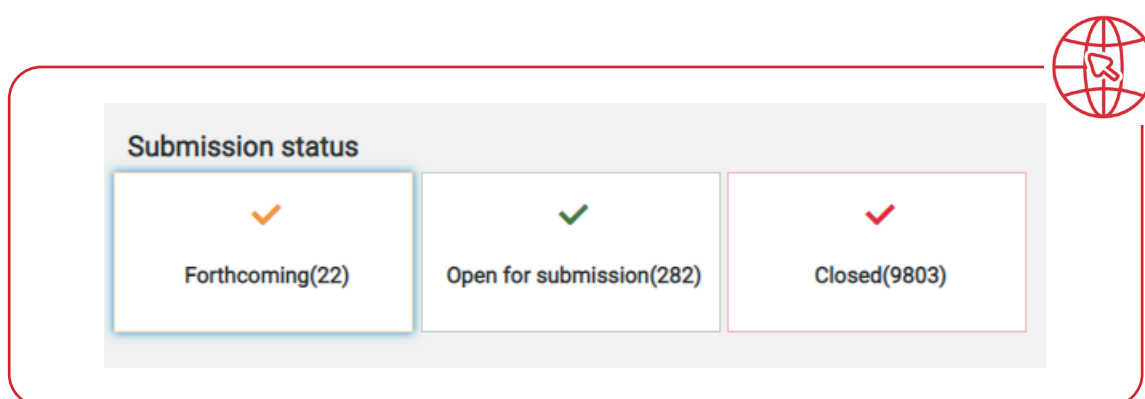 Submission status
Forthcoming(22)
Open for submission(282)
Closed(9803)